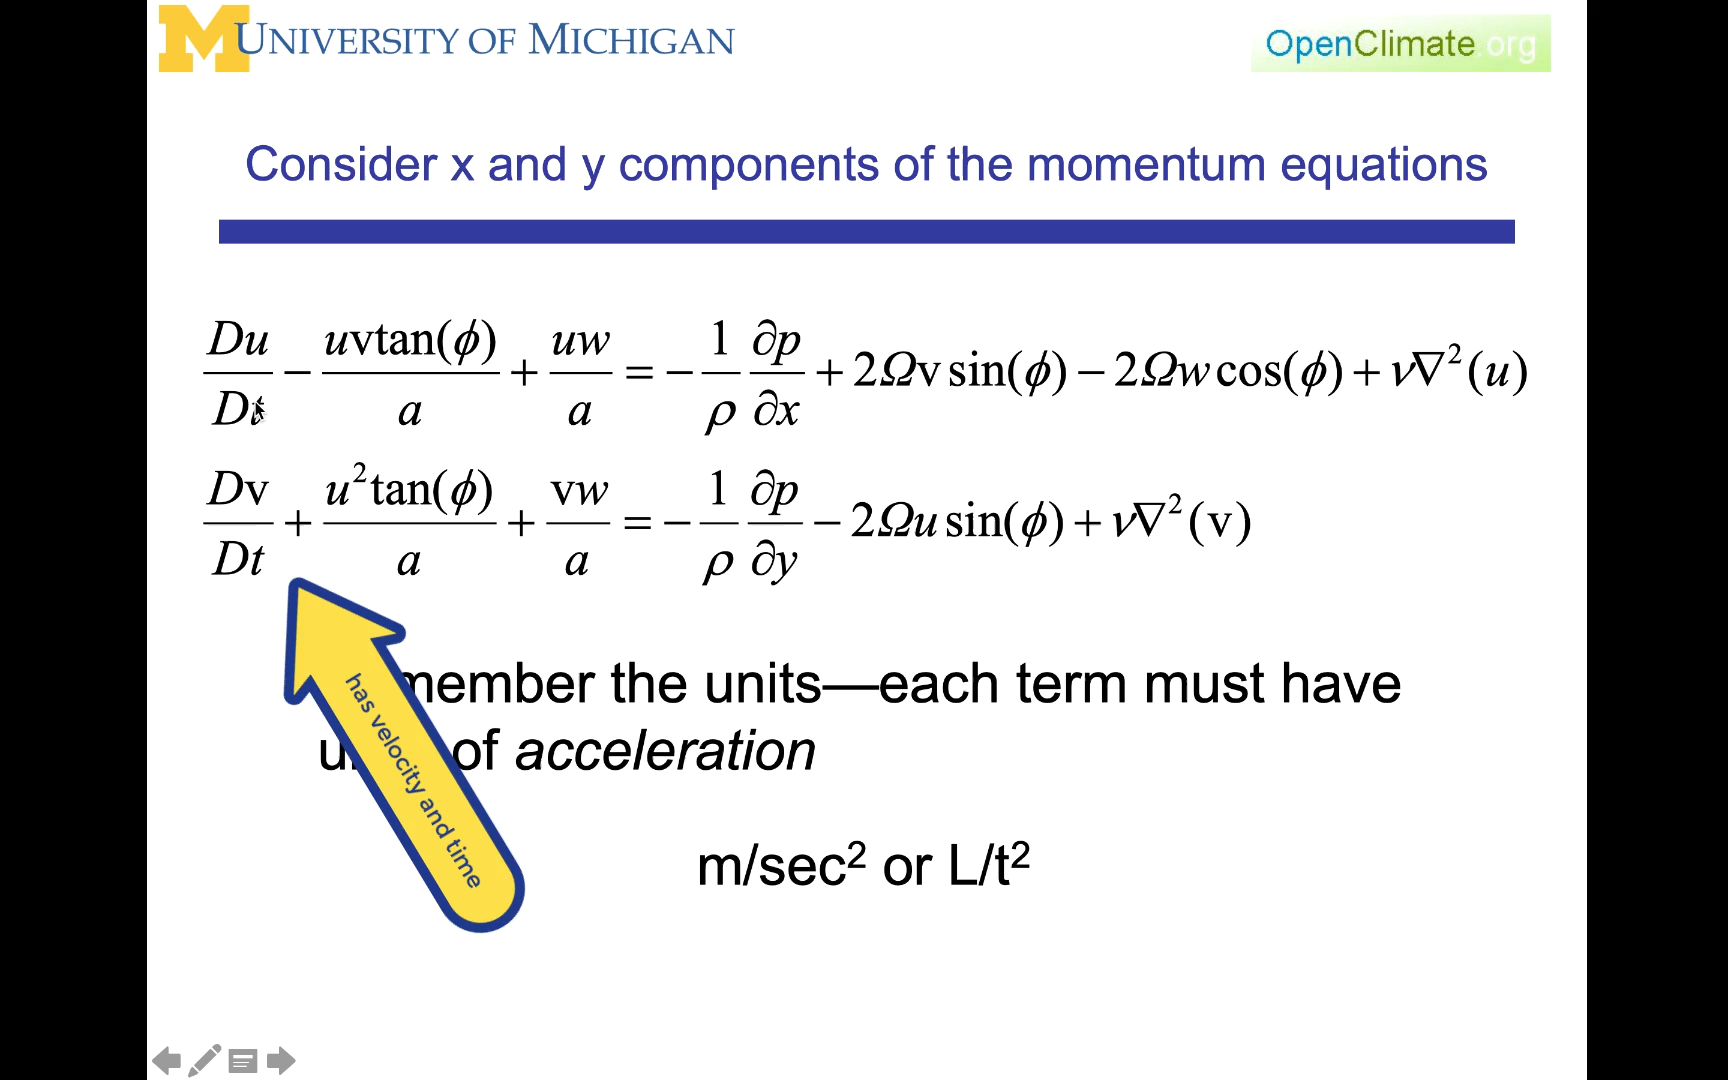 M UNIVERSITY OF MICHIGAN
OpenClimate.org
Consider x and y components of the momentum equations
Du/Dt − uvtan(ϕ)/a + uw/a = − 1/ρ ∂p/∂x + 2Ωv sin(ϕ) − 2Ωw cos(ϕ) + ν∇²(u)
Dv/Dt + u²tan(ϕ)/a + vw/a = − 1/ρ ∂p/∂y − 2Ωu sin(ϕ) + ν∇²(v)
member the units—each term must have
of acceleration
has velocity and time
m/sec² or L/t²